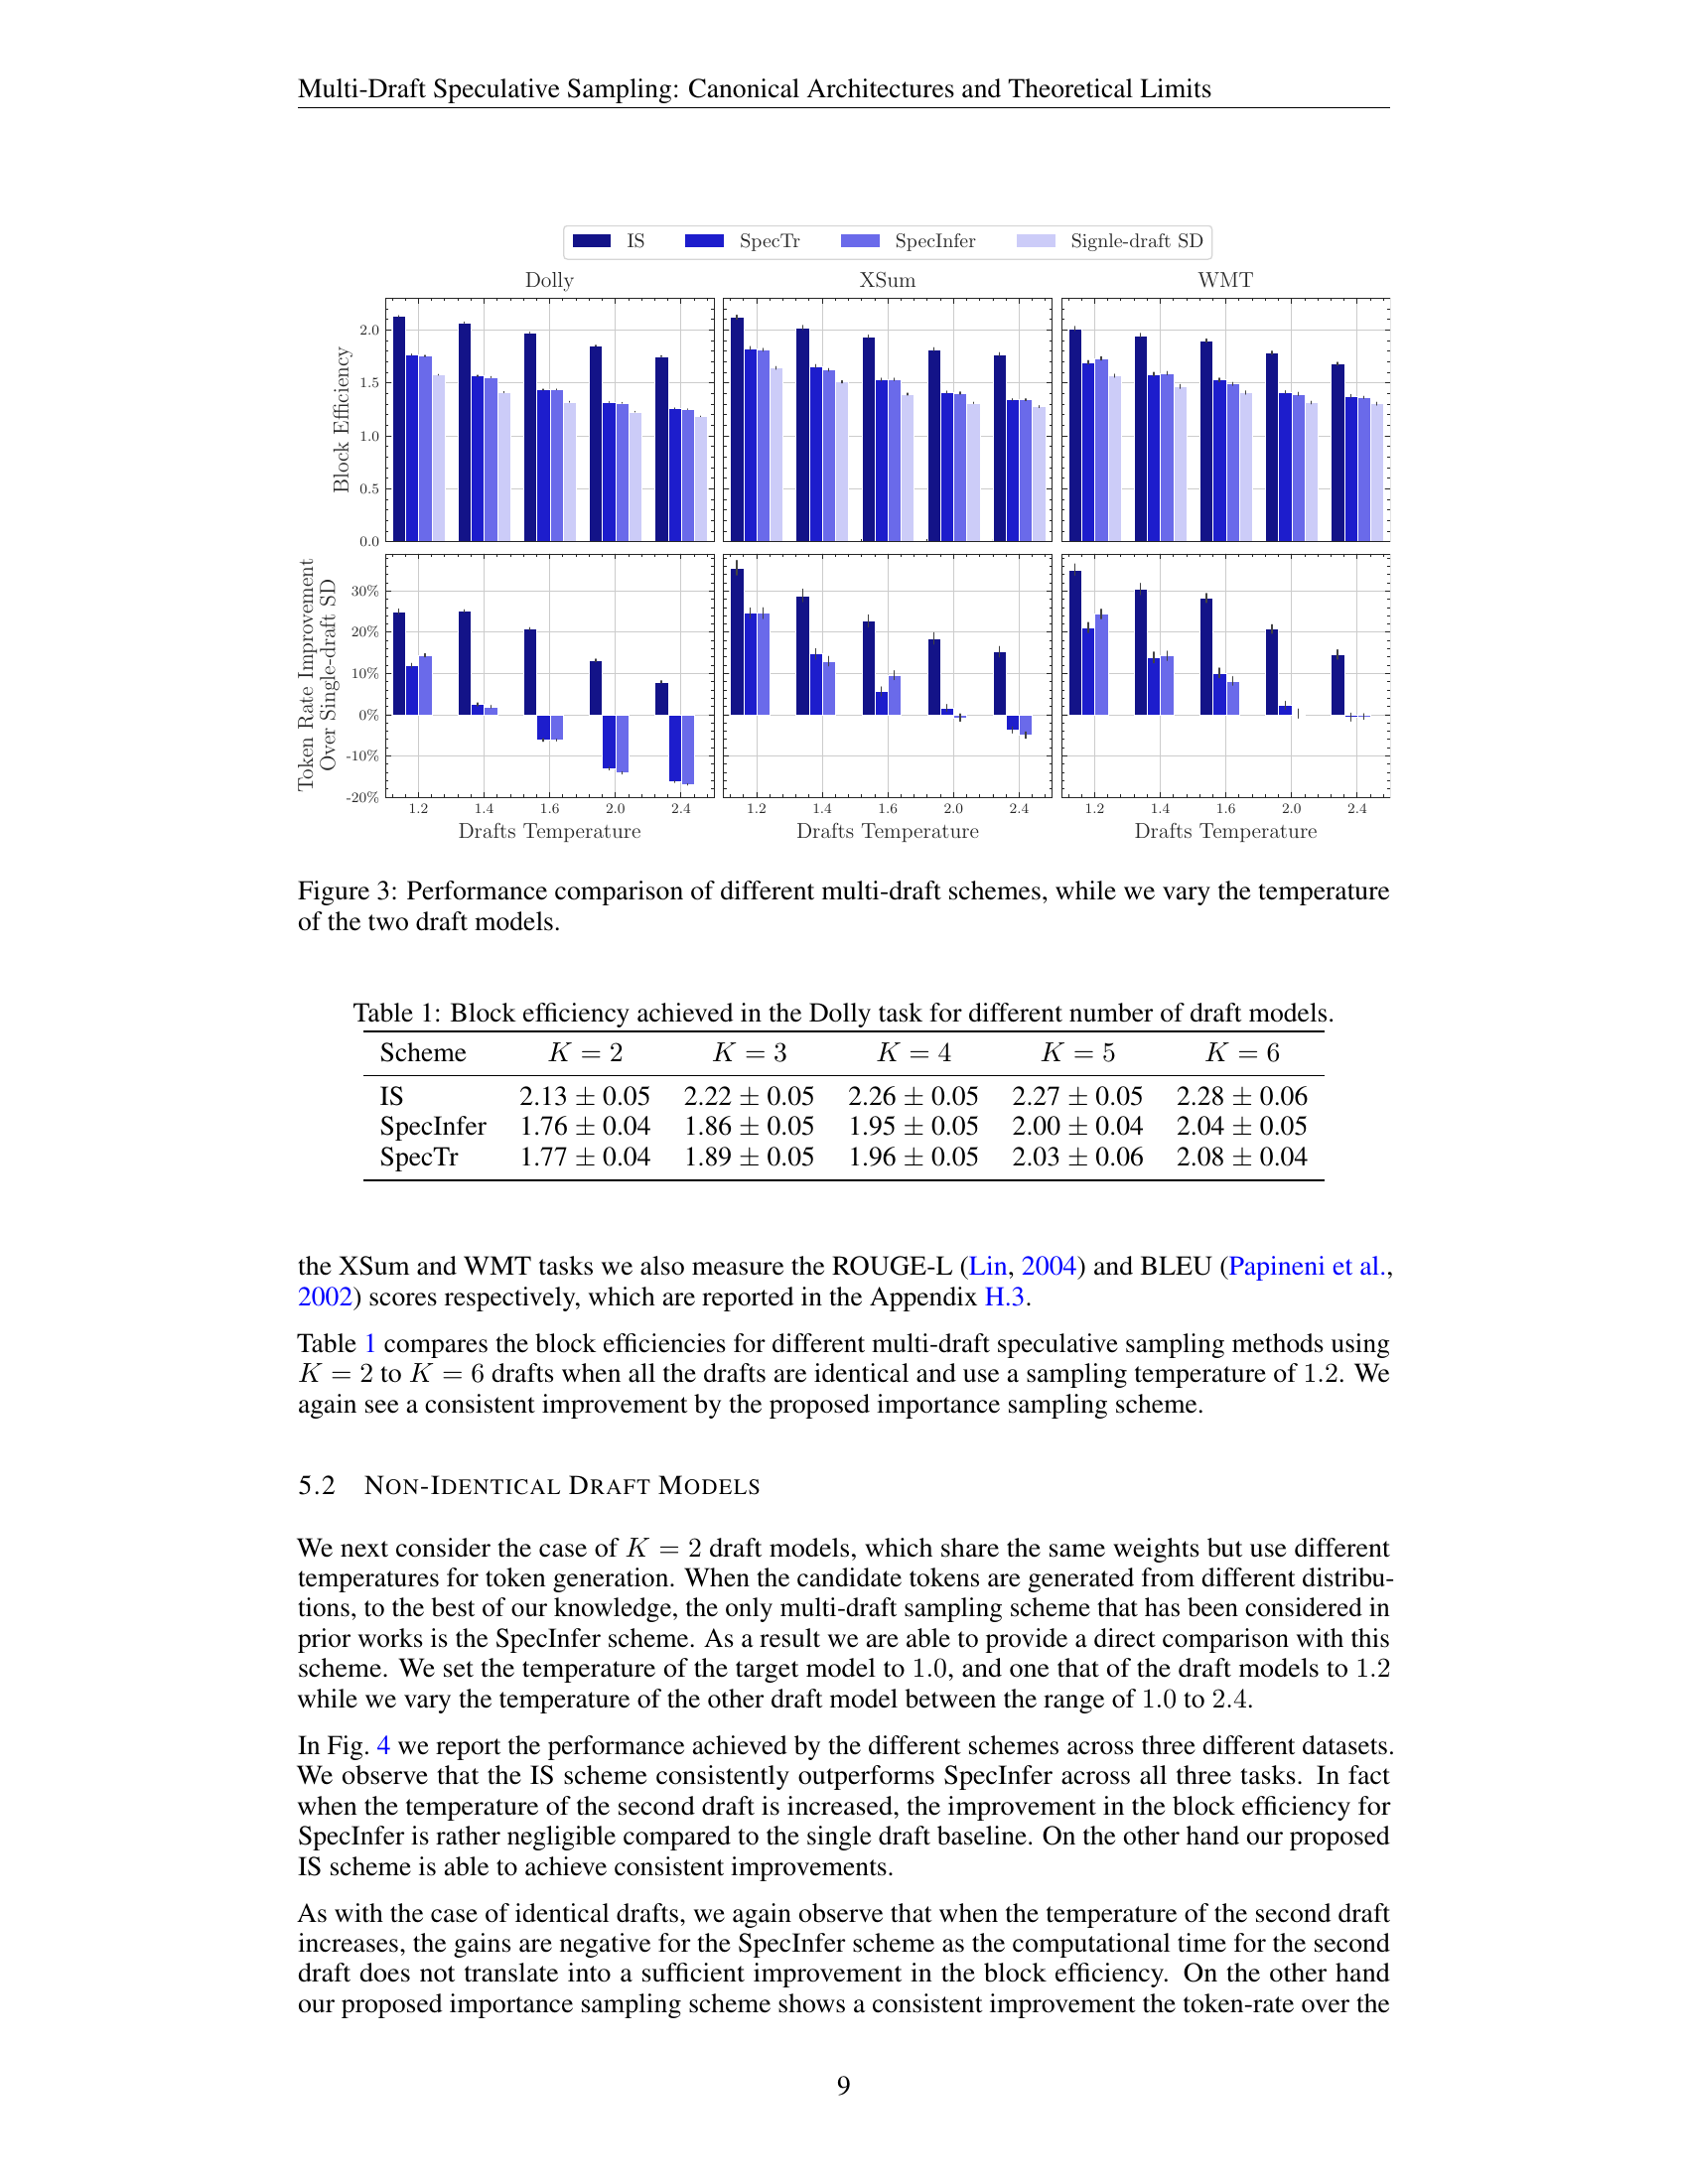 Multi-Draft Speculative Sampling: Canonical Architectures and Theoretical Limits
IS SpecTr SpecInfer Signle-draft SD
Dolly XSum WMT
Block Efficiency
2.0
1.5
1.0
0.5
0.0
Token Rate Improvement
Over Single-draft SD
30%
20%
10%
0%
-10%
-20%
1.2 1.4 1.6 2.0 2.4 1.2 1.4 1.6 2.0 2.4 1.2 1.4 1.6 2.0 2.4
Drafts Temperature Drafts Temperature Drafts Temperature
Figure 3: Performance comparison of different multi-draft schemes, while we vary the temperature
of the two draft models.
Table 1: Block efficiency achieved in the Dolly task for different number of draft models.
Scheme K = 2 K = 3 K = 4 K = 5 K = 6
IS 2.13 ± 0.05 2.22 ± 0.05 2.26 ± 0.05 2.27 ± 0.05 2.28 ± 0.06
SpecInfer 1.76 ± 0.04 1.86 ± 0.05 1.95 ± 0.05 2.00 ± 0.04 2.04 ± 0.05
SpecTr 1.77 ± 0.04 1.89 ± 0.05 1.96 ± 0.05 2.03 ± 0.06 2.08 ± 0.04
the XSum and WMT tasks we also measure the ROUGE-L (Lin, 2004) and BLEU (Papineni et al.,
2002) scores respectively, which are reported in the Appendix H.3.
Table 1 compares the block efficiencies for different multi-draft speculative sampling methods using
K = 2 to K = 6 drafts when all the drafts are identical and use a sampling temperature of 1.2. We
again see a consistent improvement by the proposed importance sampling scheme.
5.2 NON-IDENTICAL DRAFT MODELS
We next consider the case of K = 2 draft models, which share the same weights but use different
temperatures for token generation. When the candidate tokens are generated from different distribu-
tions, to the best of our knowledge, the only multi-draft sampling scheme that has been considered in
prior works is the SpecInfer scheme. As a result we are able to provide a direct comparison with this
scheme. We set the temperature of the target model to 1.0, and one that of the draft models to 1.2
while we vary the temperature of the other draft model between the range of 1.0 to 2.4.
In Fig. 4 we report the performance achieved by the different schemes across three different datasets.
We observe that the IS scheme consistently outperforms SpecInfer across all three tasks. In fact
when the temperature of the second draft is increased, the improvement in the block efficiency for
SpecInfer is rather negligible compared to the single draft baseline. On the other hand our proposed
IS scheme is able to achieve consistent improvements.
As with the case of identical drafts, we again observe that when the temperature of the second draft
increases, the gains are negative for the SpecInfer scheme as the computational time for the second
draft does not translate into a sufficient improvement in the block efficiency. On the other hand
our proposed importance sampling scheme shows a consistent improvement the token-rate over the
9